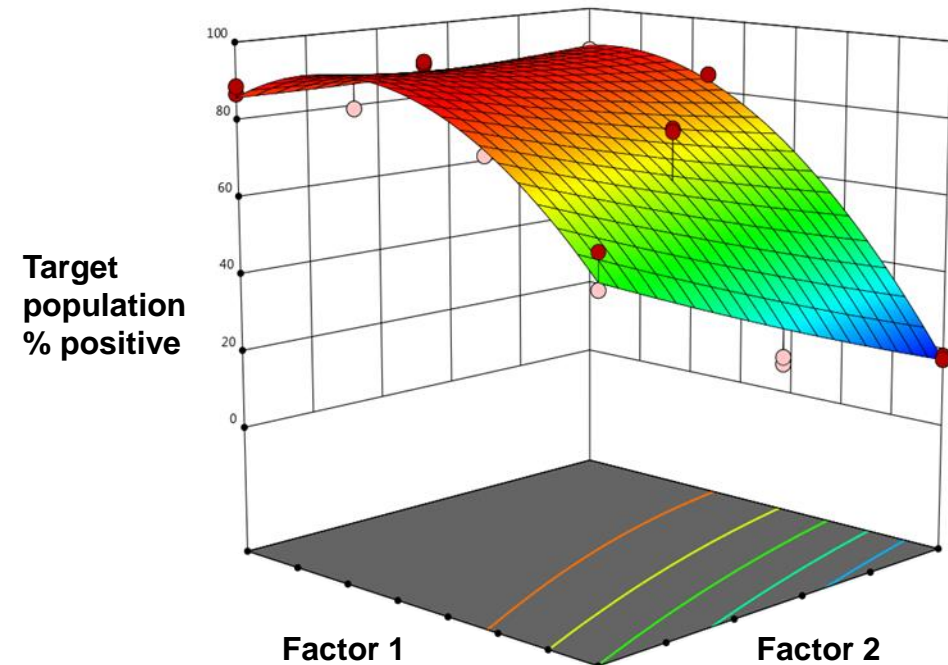 100
80
60
40
20
0
Target
population
% positive
Factor 1
Factor 2